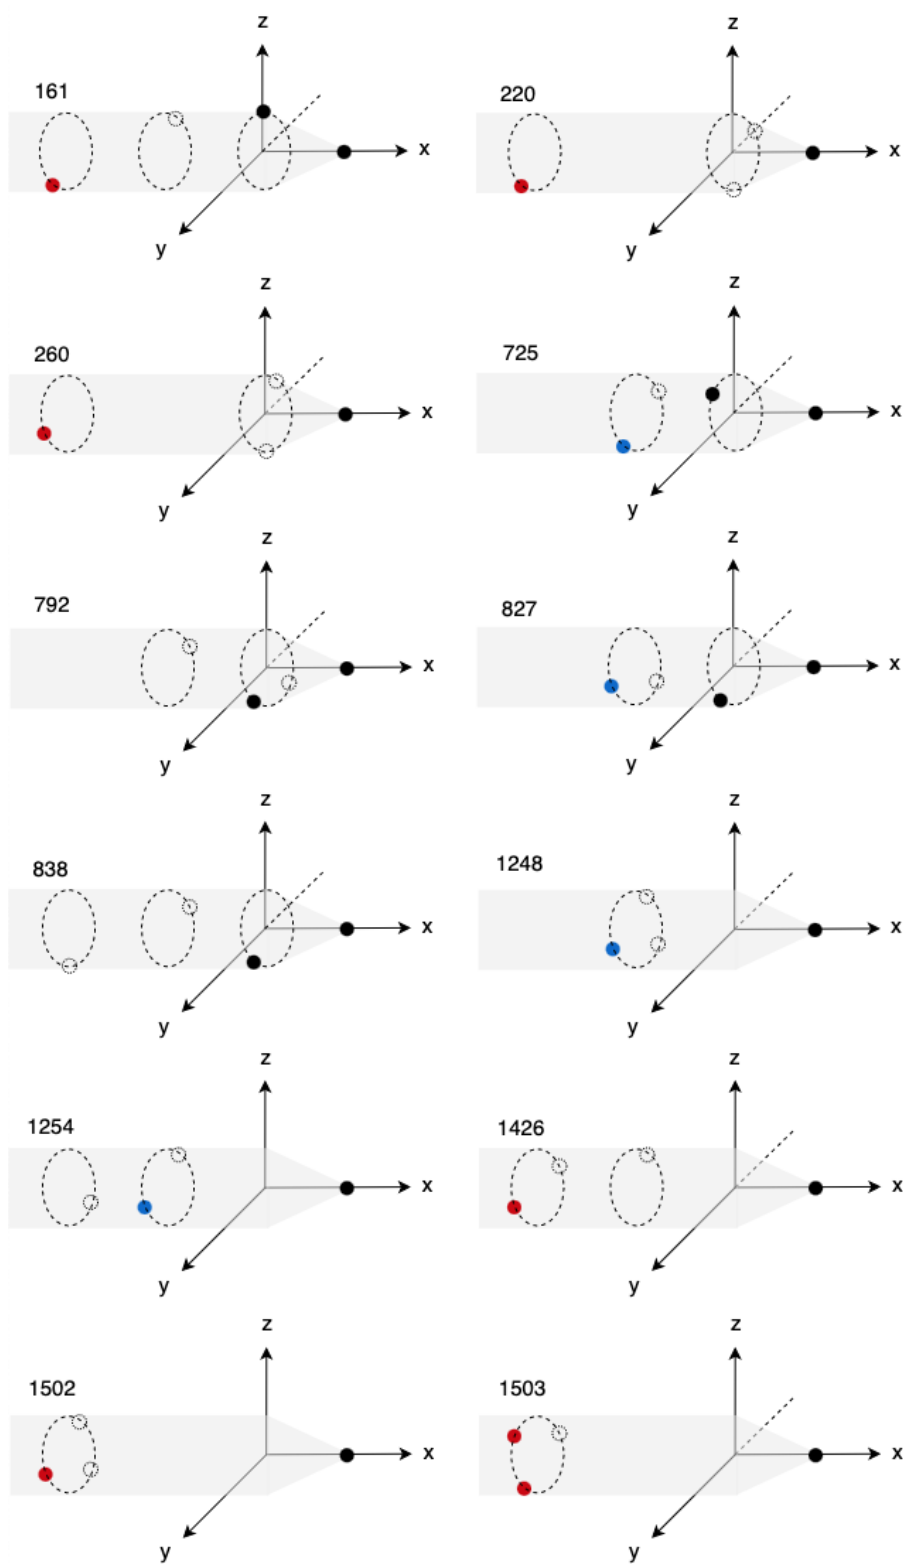 z z
161 220
x x
y y
z z
260 725
x x
y y
z z
792 827
x x
y y
z z
838 1248
x x
y y
z z
1254 1426
x x
y y
z z
1502 1503
x x
y y